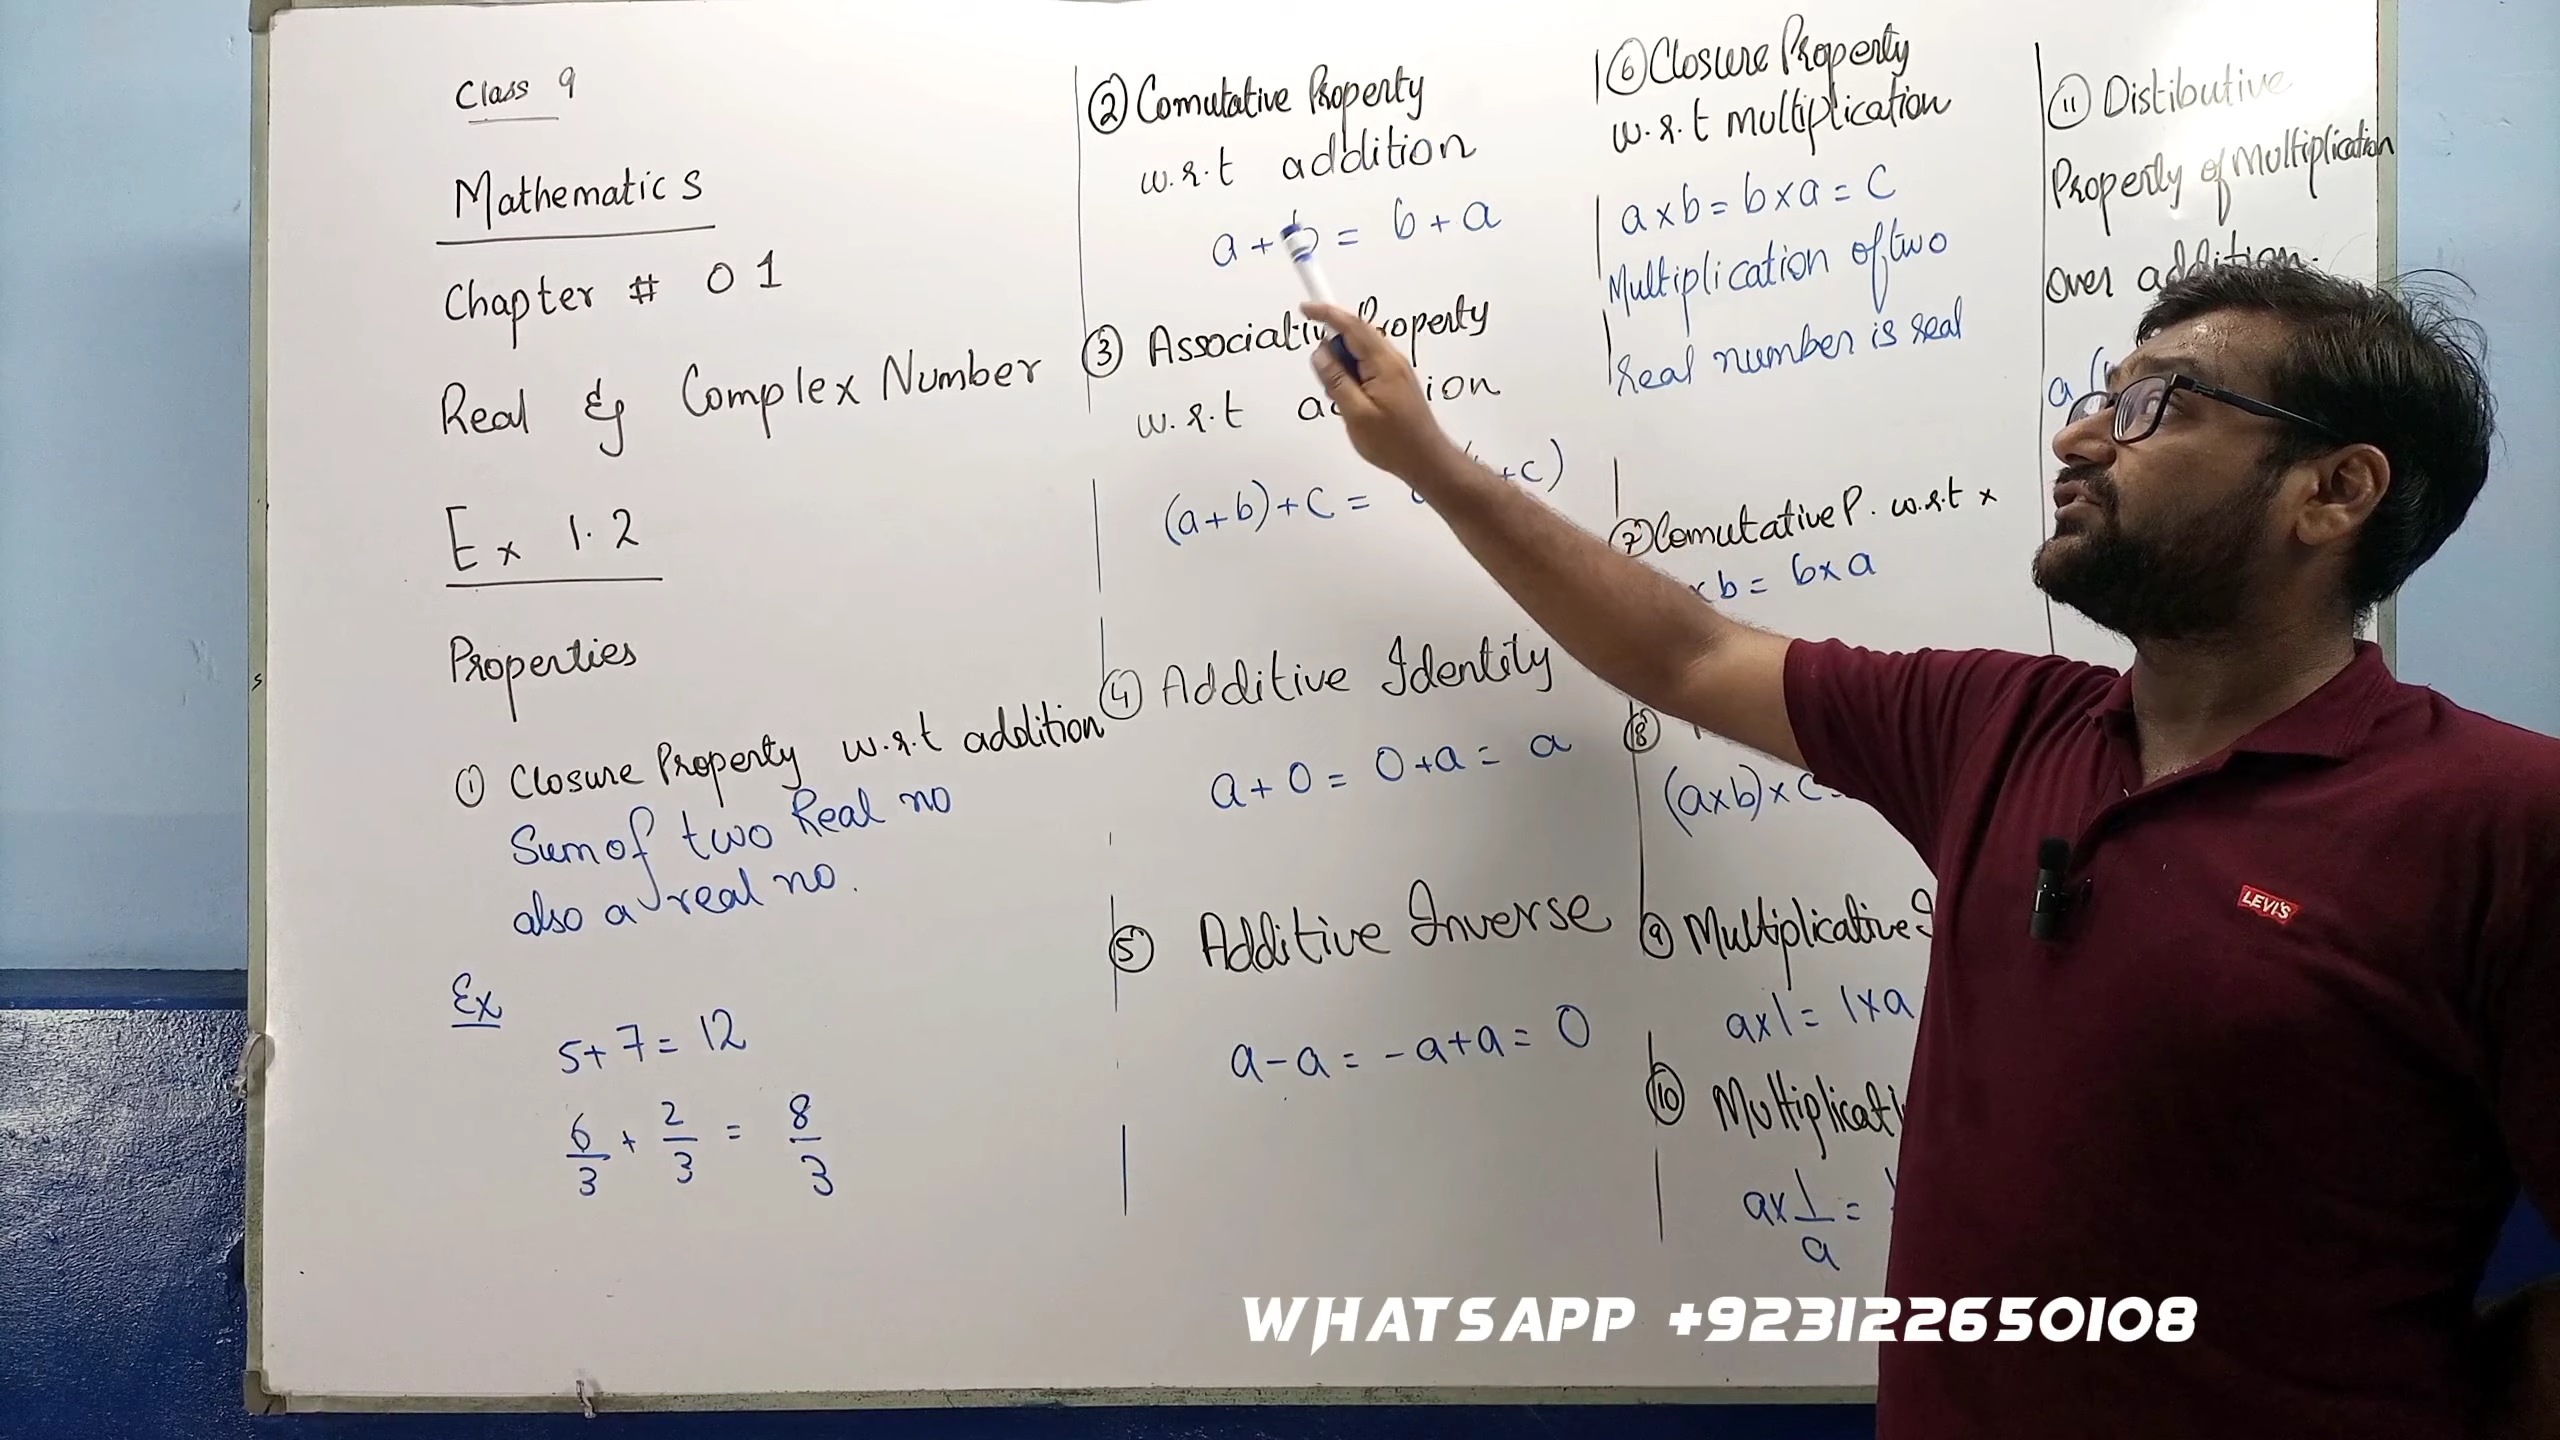 Class 9
Mathematics
Chapter # 01
Real & Complex Number
Ex 1.2
Properties
① Closure Property w.r.t addition
Sum of two Real no
also a real no.
Ex
5+7=12
6/3 + 2/3 = 8/3
② Comutative Property
w.r.t addition
a+b = b+a
③ Associative Property
w.r.t
(a+b)+c = +c)
④ Additive Identity
a+0 = 0+a = a
⑤ Additive Inverse
a-a = -a+a = 0
⑥ Closure Property
w.r.t multiplication
a×b = b×a = c
Multiplication of two
real number is real
⑦ Comutative P. w.r.t ×
×b = b×a
⑧
(a×b)×c=
⑨ Multiplicative I
a×1 = 1×a
⑩ Multiplicati
a×1/a =
⑪ Distibutive
Property of Multiplication
over addition.
a(
LEVI'S
WHATSAPP +923122650108